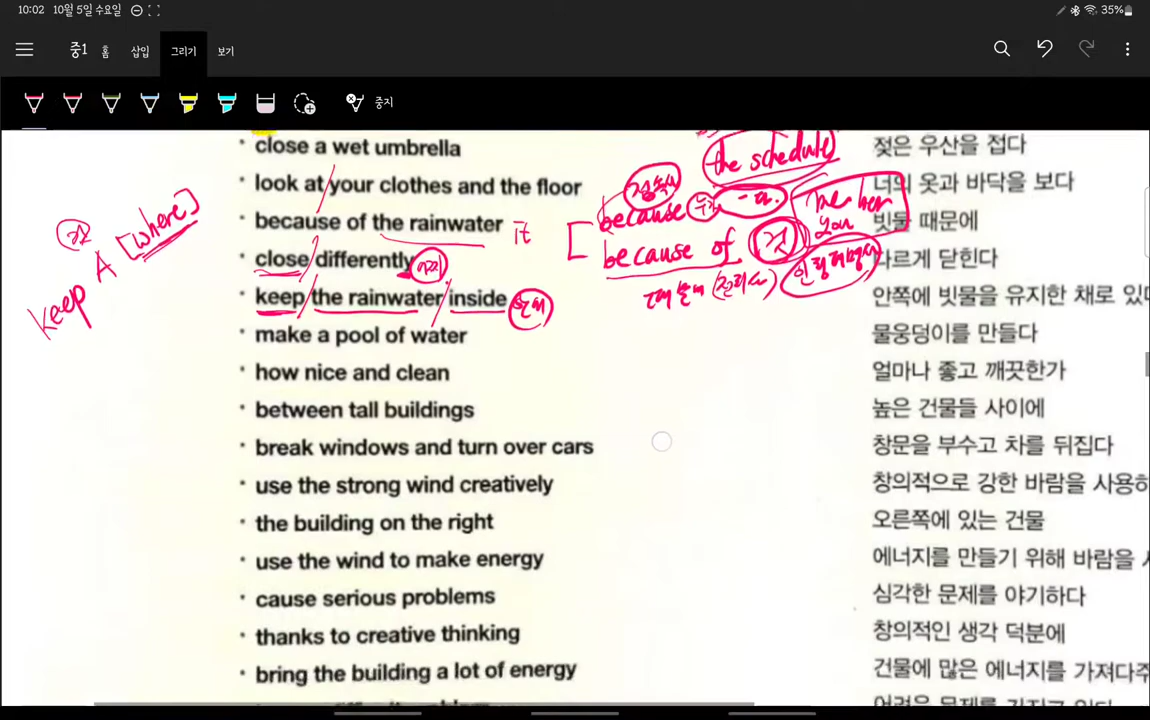 10:02 10월 5일 수요일
35%
중1 홈 삽입 그리기 보기
중지
the schedule
· close a wet umbrella 젖은 우산을 접다
· look at your clothes and the floor 너의 옷과 바닥을 보다
[where]
because
· because of the rainwater it 빗물 때문에
keep A
because of
· close differently 다르게 닫힌다
· keep the rainwater inside 안쪽에 빗물을 유지한 채로 있다
· make a pool of water 물웅덩이를 만들다
· how nice and clean 얼마나 좋고 깨끗한가
· between tall buildings 높은 건물들 사이에
· break windows and turn over cars 창문을 부수고 차를 뒤집다
· use the strong wind creatively 창의적으로 강한 바람을 사용하
· the building on the right 오른쪽에 있는 건물
· use the wind to make energy 에너지를 만들기 위해 바람을
· cause serious problems 심각한 문제를 야기하다
· thanks to creative thinking 창의적인 생각 덕분에
· bring the building a lot of energy 건물에 많은 에너지를 가져다주